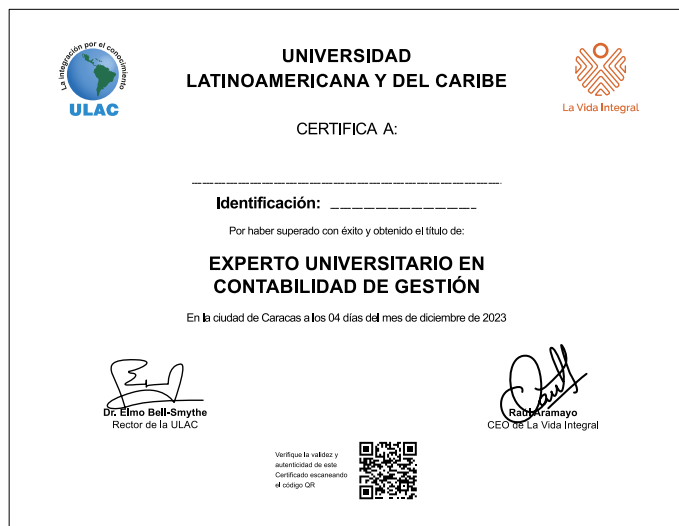 La integración por el conocimiento
ULAC
UNIVERSIDAD
LATINOAMERICANA Y DEL CARIBE
La Vida Integral
CERTIFICA A:
Identificación:
Por haber superado con éxito y obtenido el título de:
EXPERTO UNIVERSITARIO EN
CONTABILIDAD DE GESTIÓN
En la ciudad de Caracas a los 04 días del mes de diciembre de 2023
Dr. Elmo Bell-Smythe
Rector de la ULAC
Raúl Aramayo
CEO de La Vida Integral
Verifique la validez y
autenticidad de este
Certificado escaneando
el código QR